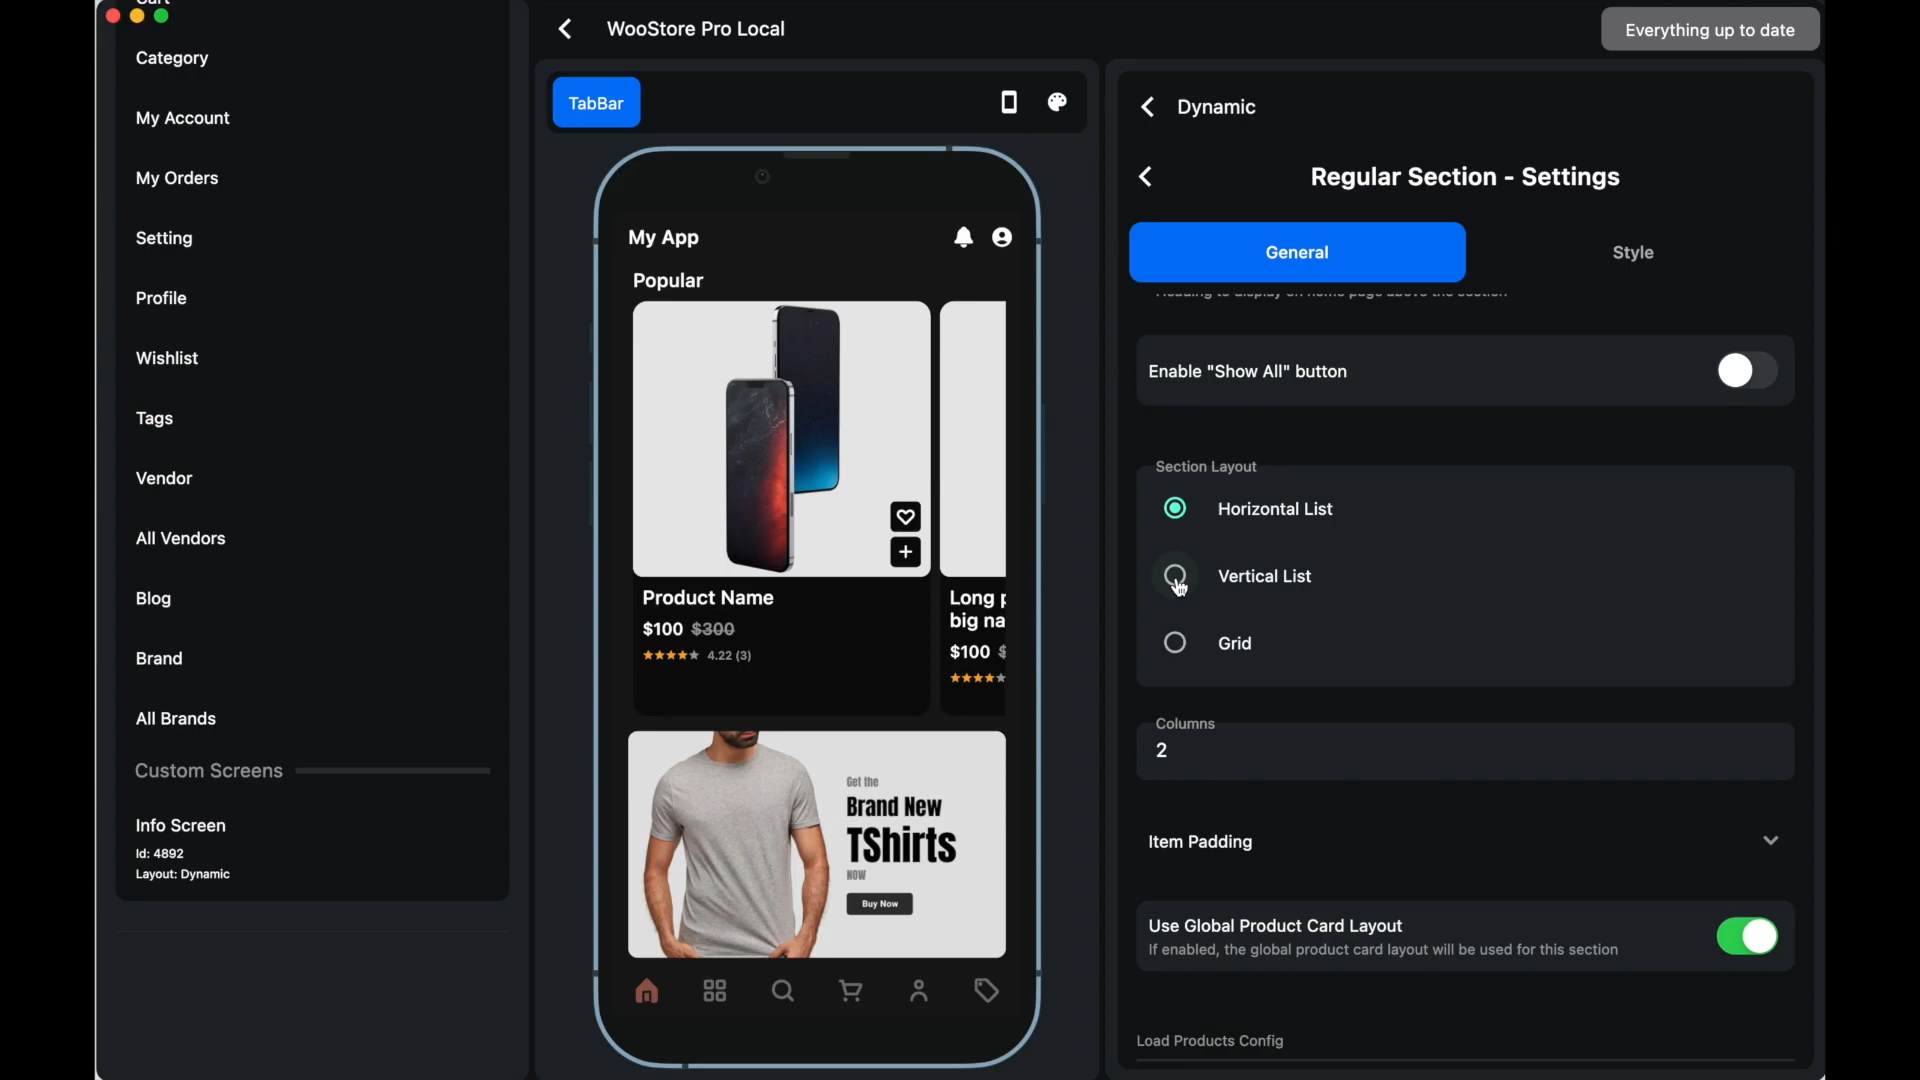 Category
My Account
My Orders
Setting
Profile
Wishlist
Tags
Vendor
All Vendors
Blog
Brand
All Brands
Custom Screens
Info Screen
Id: 4892
Layout: Dynamic
WooStore Pro Local
Everything up to date
TabBar
My App
Popular
Product Name
$100 $300
4.22 (3)
Long
big na
$100 $
Get the
Brand New
TShirts
NOW
Buy Now
Dynamic
Regular Section - Settings
General
Style
Enable "Show All" button
Section Layout
Horizontal List
Vertical List
Grid
Columns
2
Item Padding
Use Global Product Card Layout
If enabled, the global product card layout will be used for this section
Load Products Config